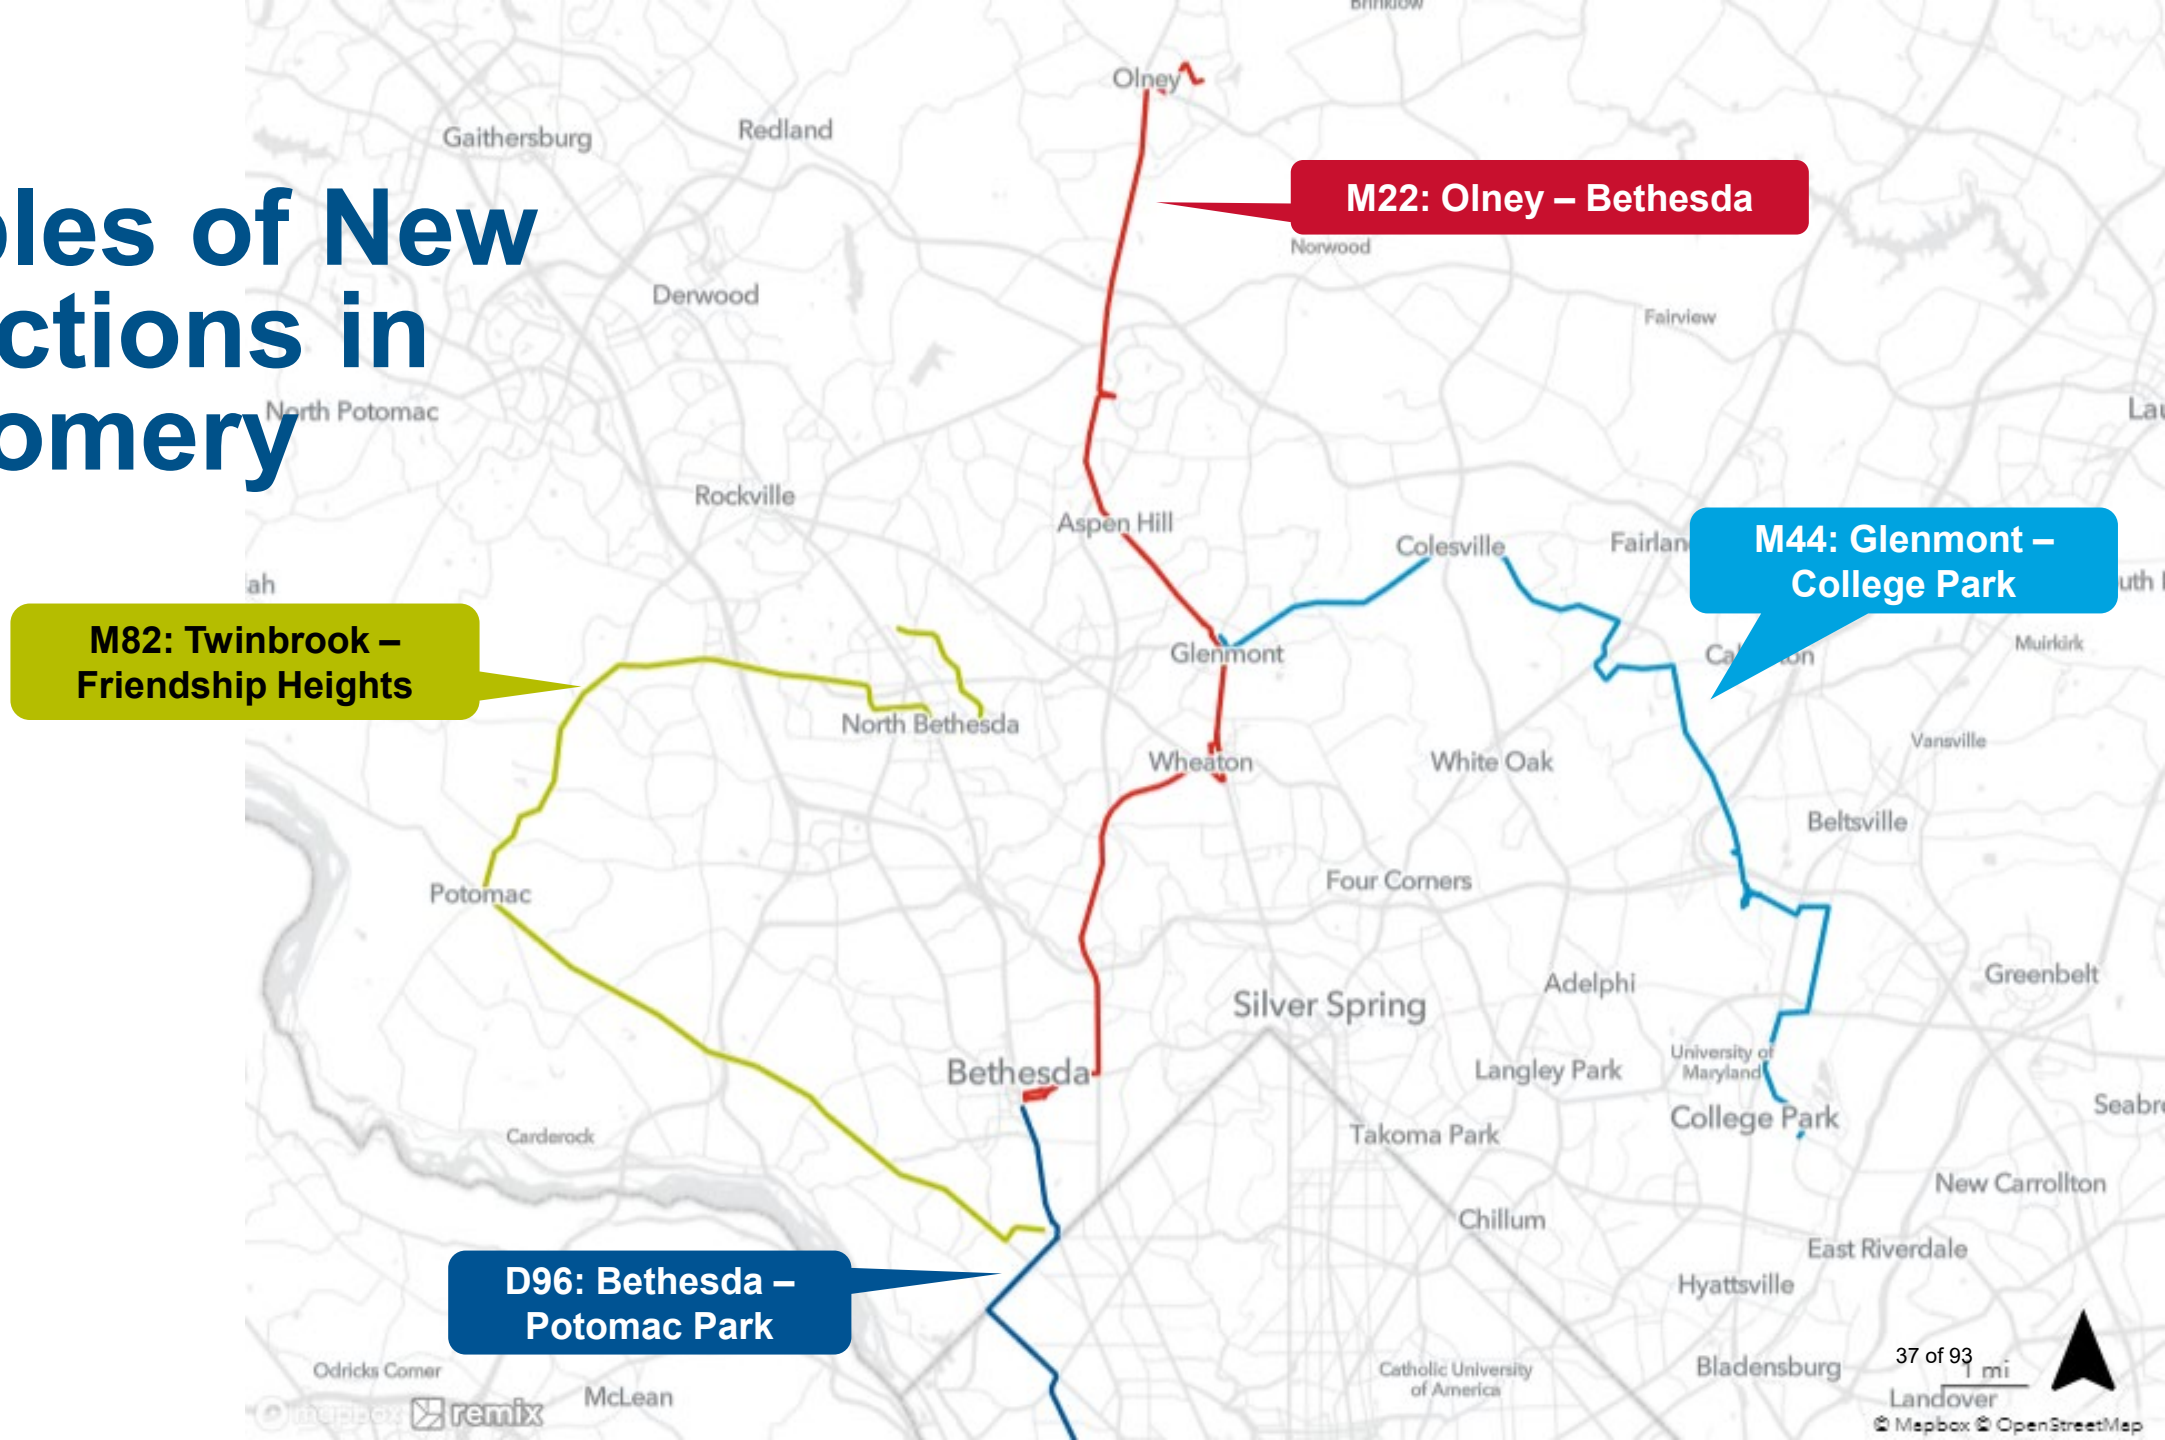 Brinklow
Olney
Gaithersburg
Redland
M22: Olney – Bethesda
Norwood
ples of New
Derwood
Fairview
ctions in
North Potomac
omery
Rockville
Aspen Hill
Colesville
M44: Glenmont –
College Park
ah
M82: Twinbrook –
Friendship Heights
Glenmont
Muirkirk
North Bethesda
Wheaton
White Oak
Vansville
Beltsville
Potomac
Four Corners
Adelphi
Greenbelt
Silver Spring
Bethesda
Langley Park
University of
Maryland
College Park
Carderock
Takoma Park
New Carrollton
Chillum
East Riverdale
D96: Bethesda –
Potomac Park
Hyattsville
Odricks Corner
McLean
Catholic University
of America
Bladensburg
37 of 93
1 mi
Landover
mapbox remix
© Mapbox © OpenStreetMap